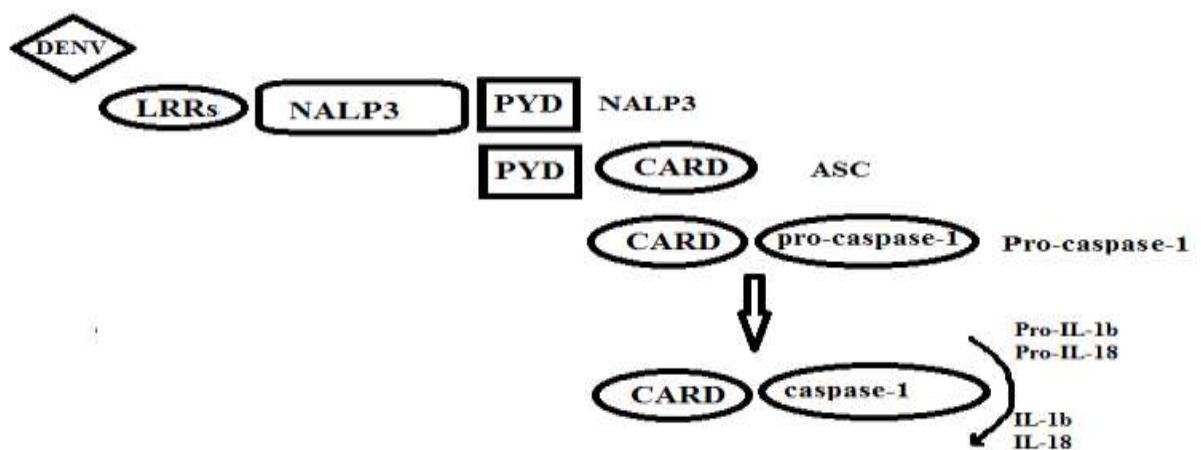 DENV
LRRs NALP3 PYD NALP3
PYD CARD ASC
CARD pro-caspase-1 Pro-caspase-1
Pro-IL-1b
Pro-IL-18
CARD caspase-1
IL-1b
IL-18